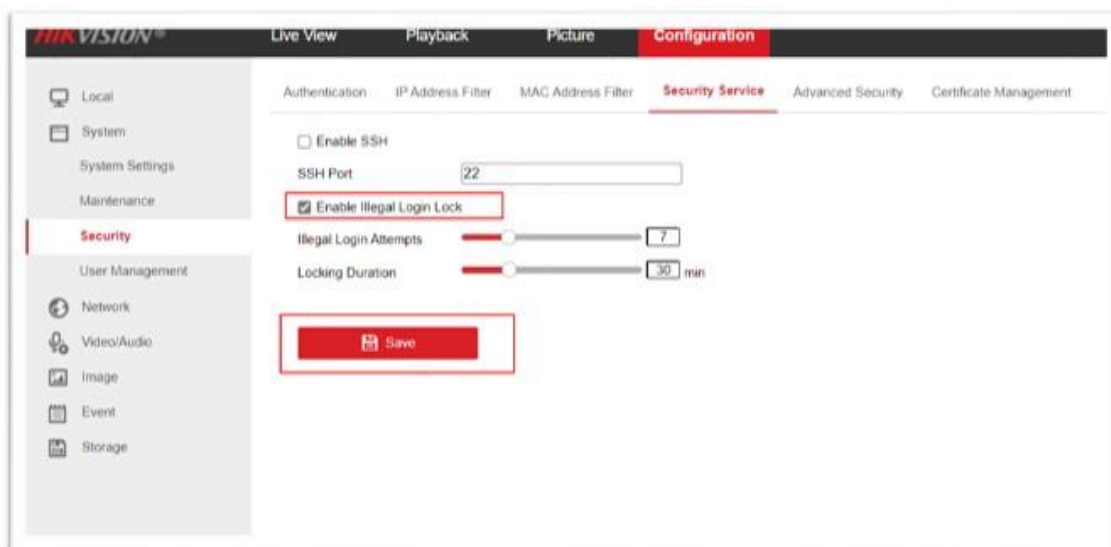 HIKVISION®
Live View Playback Picture Configuration
Local
System
System Settings
Maintenance
Security
User Management
Network
Video/Audio
Image
Event
Storage
Authentication IP Address Filter MAC Address Filter Security Service Advanced Security Certificate Management
Enable SSH
SSH Port 22
Enable Illegal Login Lock
Illegal Login Attempts 7
Locking Duration 30 min
Save